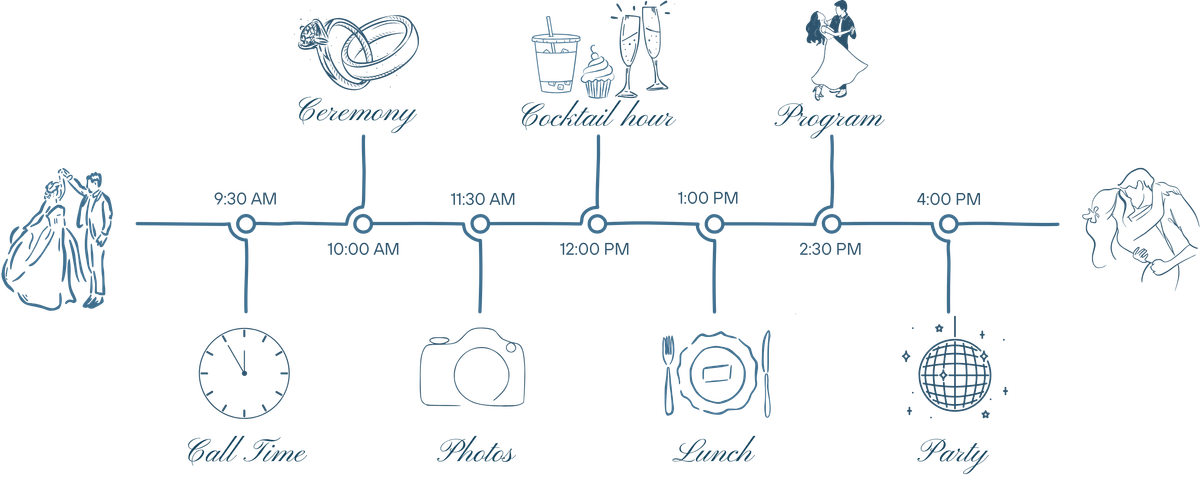 Ceremony
Cocktail hour
Program
9:30 AM
11:30 AM
1:00 PM
4:00 PM
10:00 AM
12:00 PM
2:30 PM
Call Time
Photos
Lunch
Party